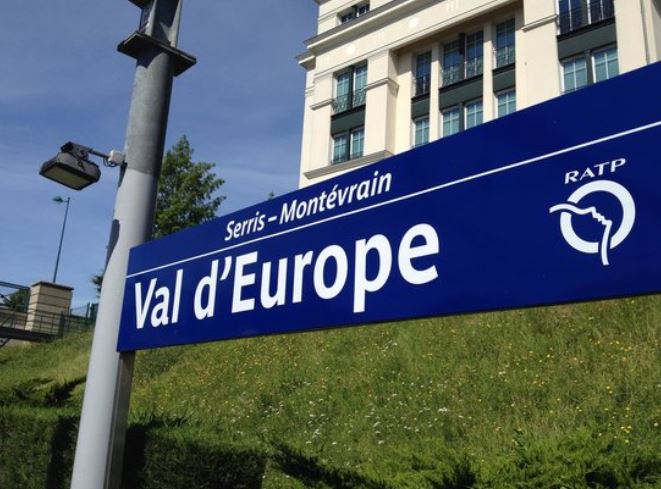 Serris – Montévrain
Val d'Europe
RATP